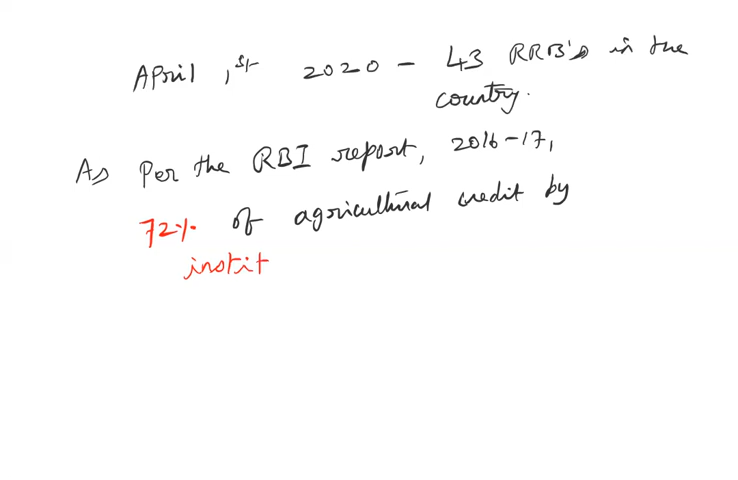 April 1st 2020 - 43 RRB's in the
country.
As Per the RBI report, 2016-17,
72% of agricultural credit by
instit